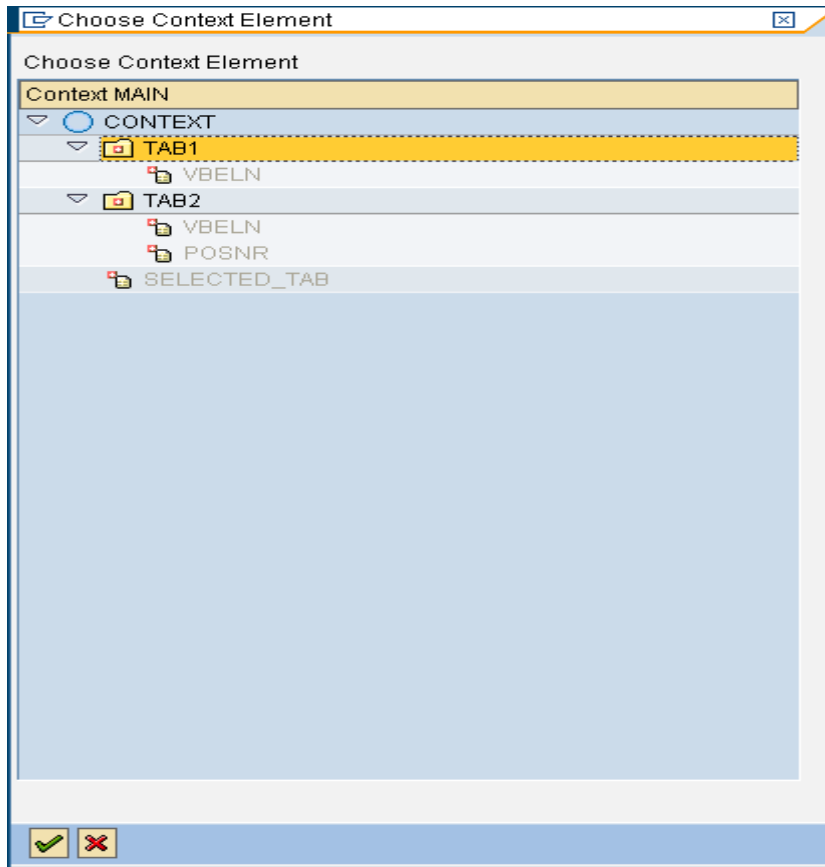 Choose Context Element
Choose Context Element
Context MAIN
CONTEXT
TAB1
VBELN
TAB2
VBELN
POSNR
SELECTED_TAB